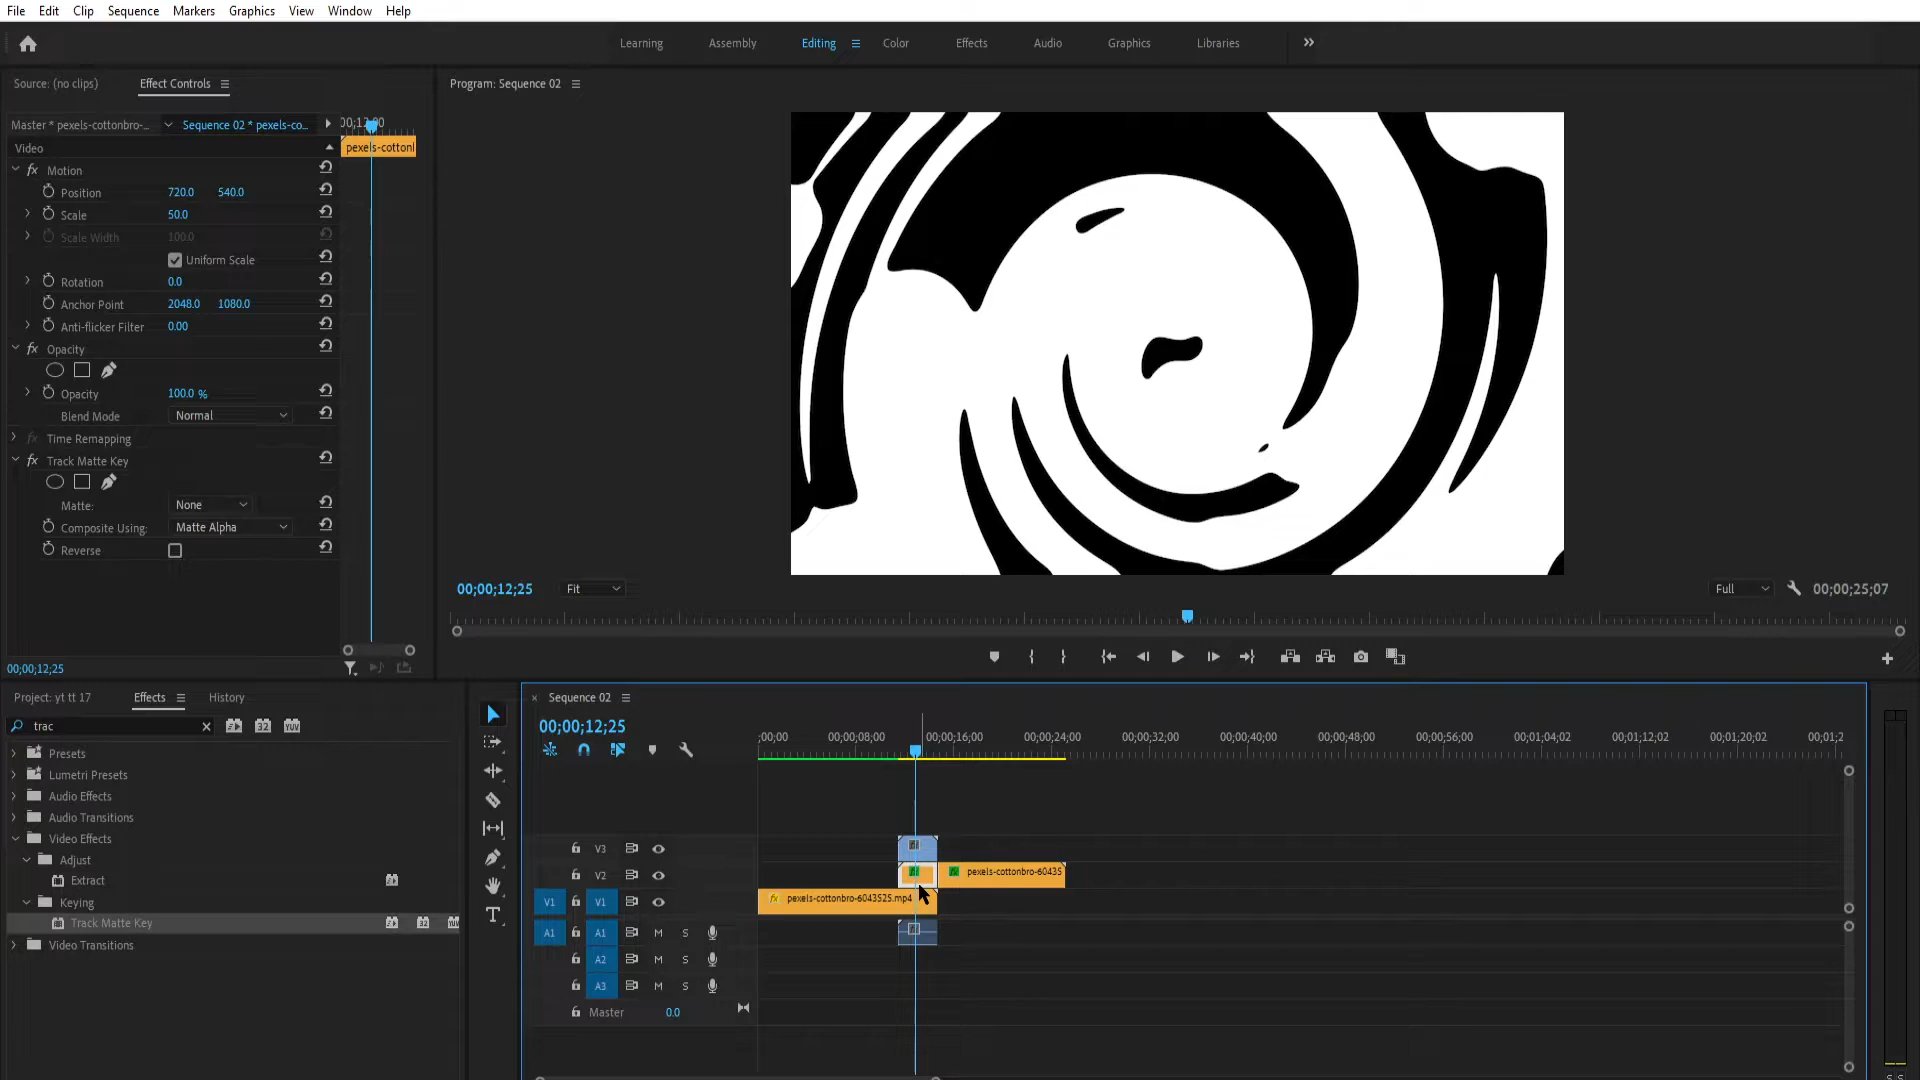 File Edit Clip Sequence Markers Graphics View Window Help
Learning Assembly Editing Color Effects Audio Graphics Libraries
Source: (no clips) Effect Controls
Program: Sequence 02
Master * pexels-cottonbro-... Sequence 02 * pexels-co...
Video
pexels-cottonl
Motion
Position 720.0 540.0
Scale 50.0
Scale Width 100.0
Uniform Scale
Rotation 0.0
Anchor Point 2048.0 1080.0
Anti-flicker Filter 0.00
Opacity
Opacity 100.0 %
Blend Mode Normal
Time Remapping
Track Matte Key
Matte: None
Composite Using: Matte Alpha
Reverse
00;00;12;25
00;00;12;25 Fit Full 00;00;25;07
Project: yt tt 17 Effects History
trac
Presets
Lumetri Presets
Audio Effects
Audio Transitions
Video Effects
Adjust
Extract
Keying
Track Matte Key
Video Transitions
Sequence 02
00;00;12;25
;00;00 00;00;08;00 00;00;16;00 00;00;24;00 00;00;32;00 00;00;40;00 00;00;48;00 00;00;56;00 00;01;04;02 00;01;12;02 00;01;20;02 00;01;2
V3
V2 pexels-cottonbro-60435
V1 V1 pexels-cottonbro-6043525.mp4
A1 A1 M S
A2 M S
A3 M S
Master 0.0